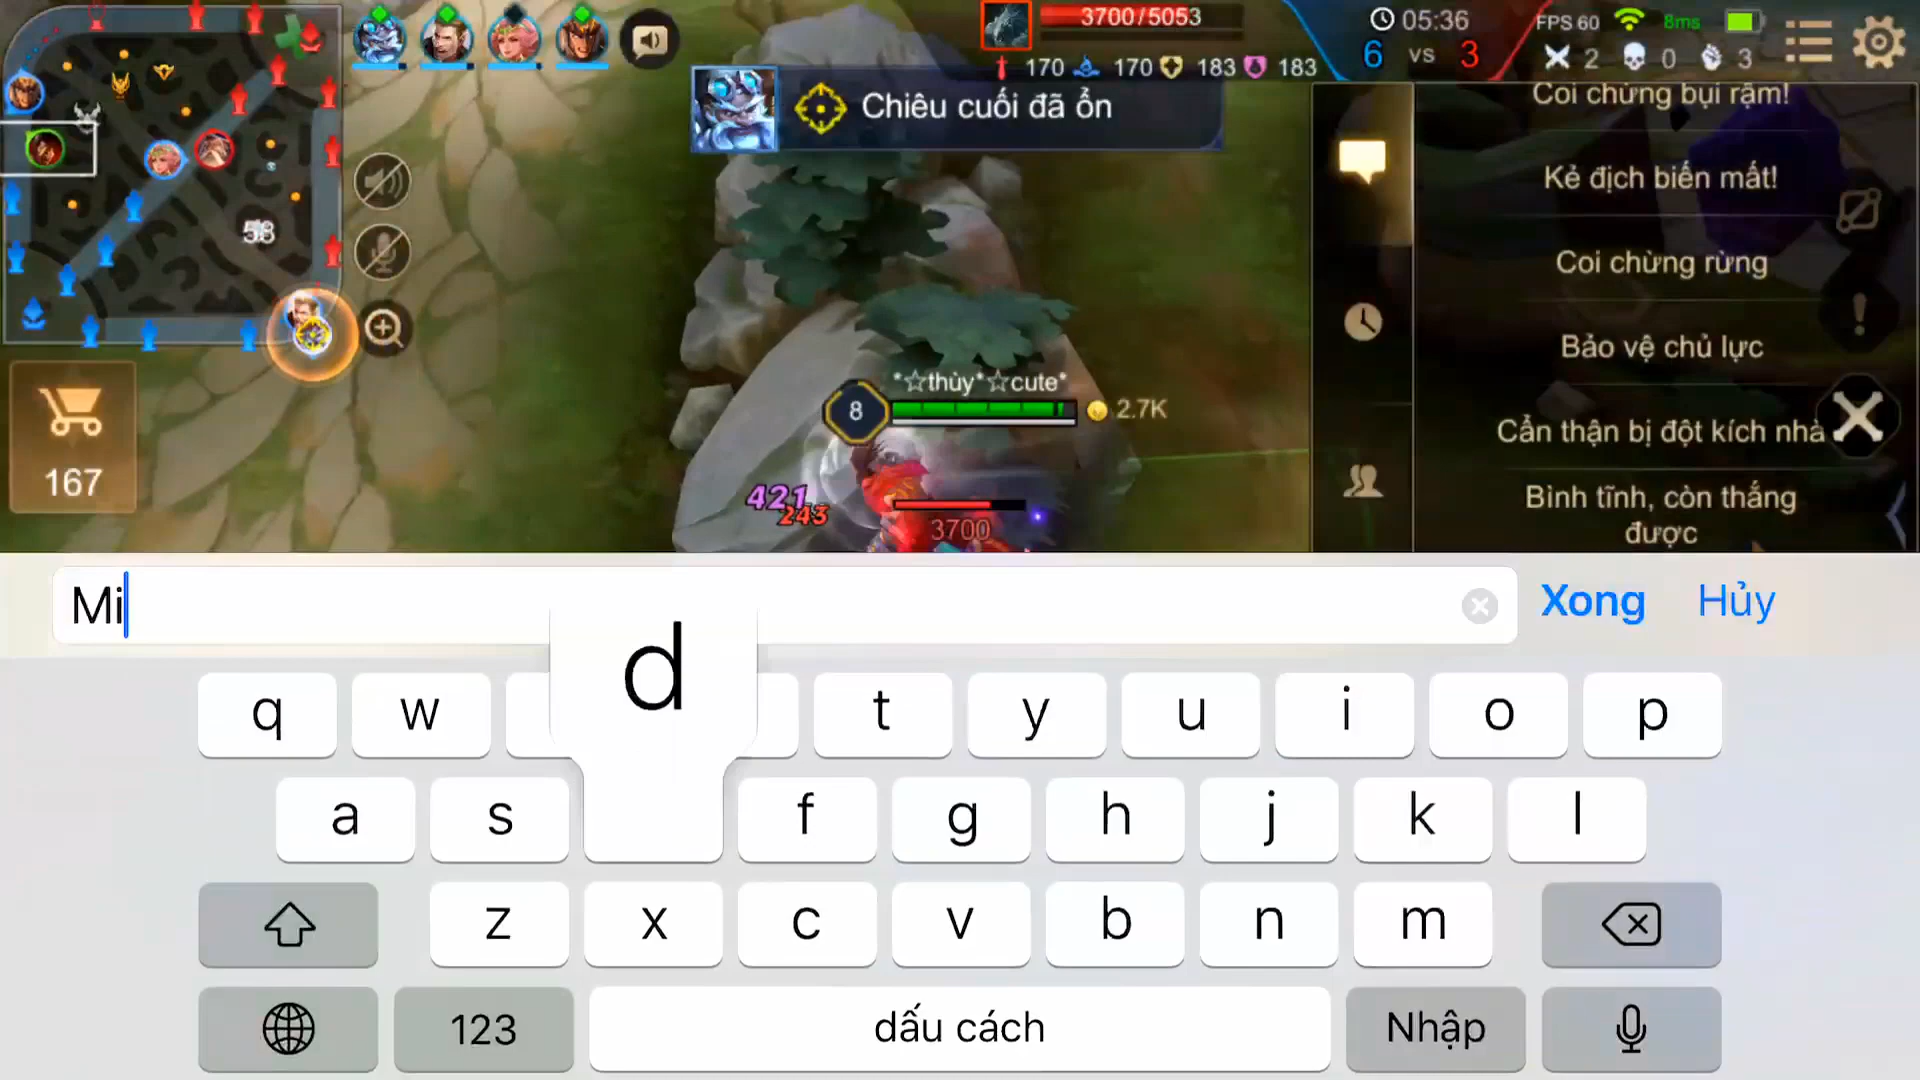 3700/5053
170 170 183 183
05:36
6 vs 3
FPS 60 8ms
2 0 3
Chiêu cuối đã ổn
58
167
*☆thùy*☆cute*
8
2.7K
421
243
3700
Coi chừng bụi rậm!
Kẻ địch biến mất!
Coi chừng rừng
Bảo vệ chủ lực
Cẩn thận bị đột kích nhà
Bình tĩnh, còn thắng
được
Mi
Xong Hủy
d
q w t y u i o p
a s f g h j k l
z x c v b n m
123 dấu cách Nhập